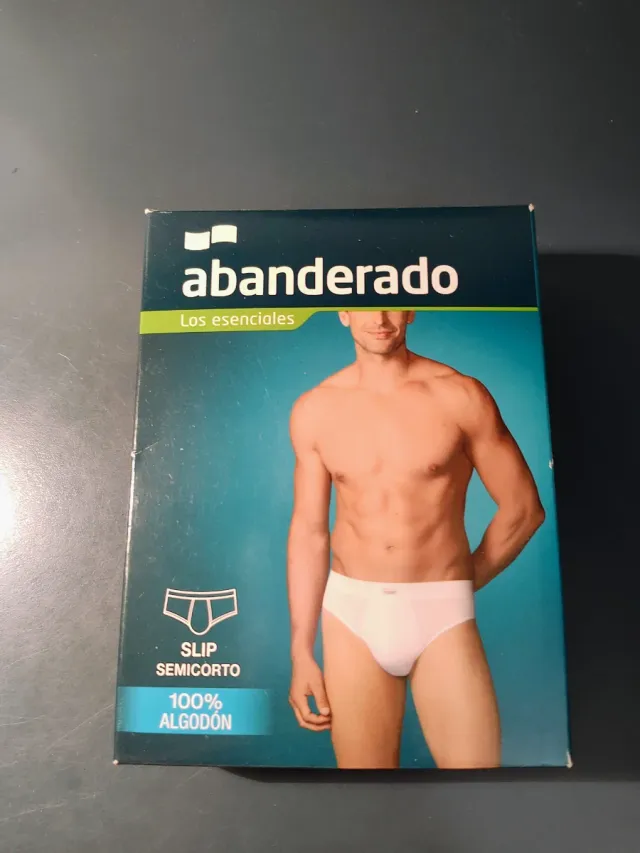 abanderado
Los esenciales
SLIP
SEMICORTO
100%
ALGODÓN